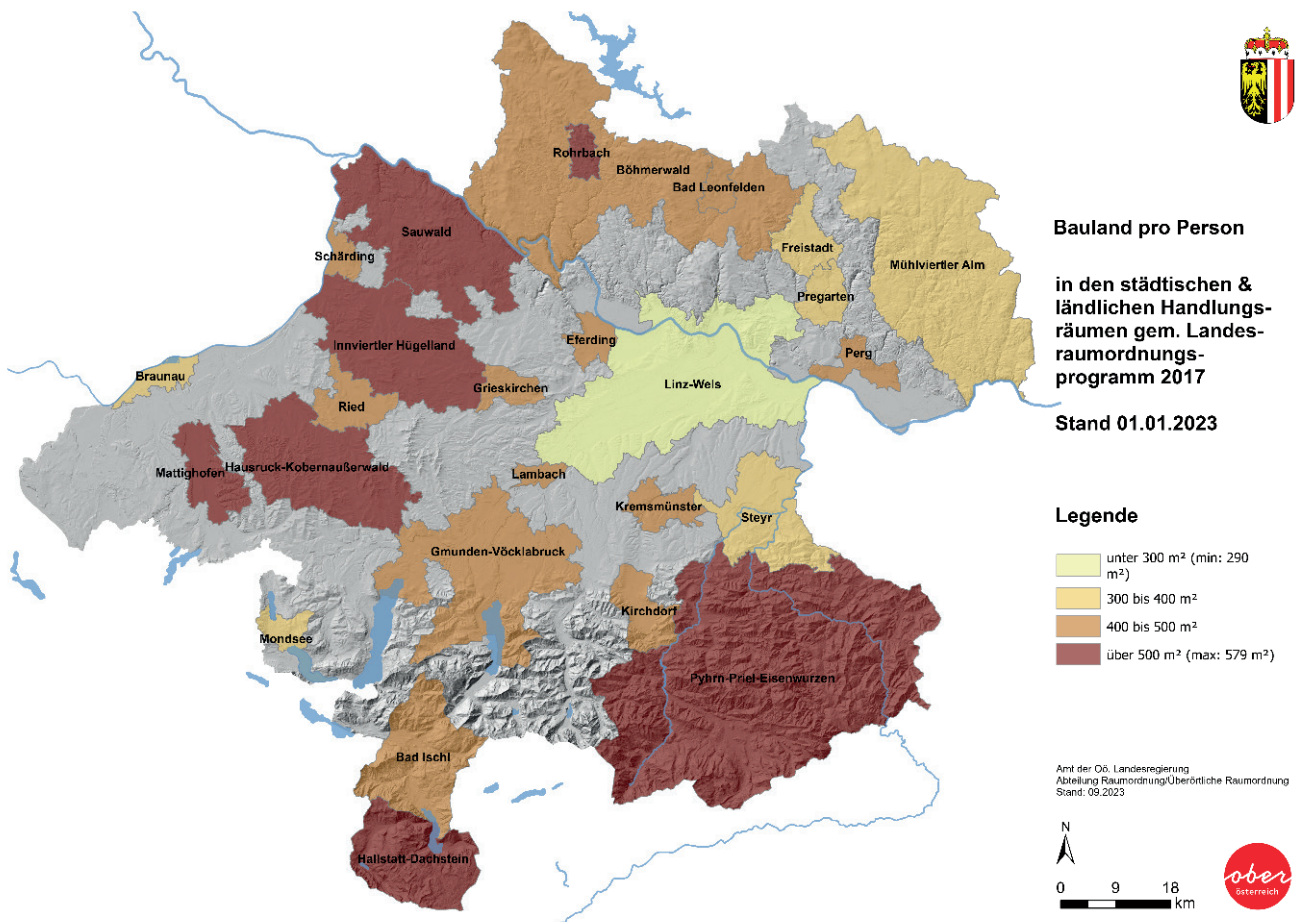 Rohrbach
Böhmerwald
Bad Leonfelden
Sauwald
Schärding
Freistadt
Mühlviertler Alm
Pregarten
Innviertler Hügelland
Eferding
Perg
Braunau
Grieskirchen
Linz-Wels
Ried
Mattighofen
Hausruck-Kobernaußerwald
Lambach
Kremsmünster
Steyr
Gmunden-Vöcklabruck
Kirchdorf
Mondsee
Pyhrn-Priel-Eisenwurzen
Bad Ischl
Hallstatt-Dachstein
Bauland pro Person
in den städtischen &
ländlichen Handlungs-
räumen gem. Landes-
raumordnungs-
programm 2017
Stand 01.01.2023
Legende
unter 300 m² (min: 290
m²)
300 bis 400 m²
400 bis 500 m²
über 500 m² (max: 579 m²)
Amt der Oö. Landesregierung
Abteilung Raumordnung/Überörtliche Raumordnung
Stand: 09.2023
N
0 9 18
km
ober
österreich